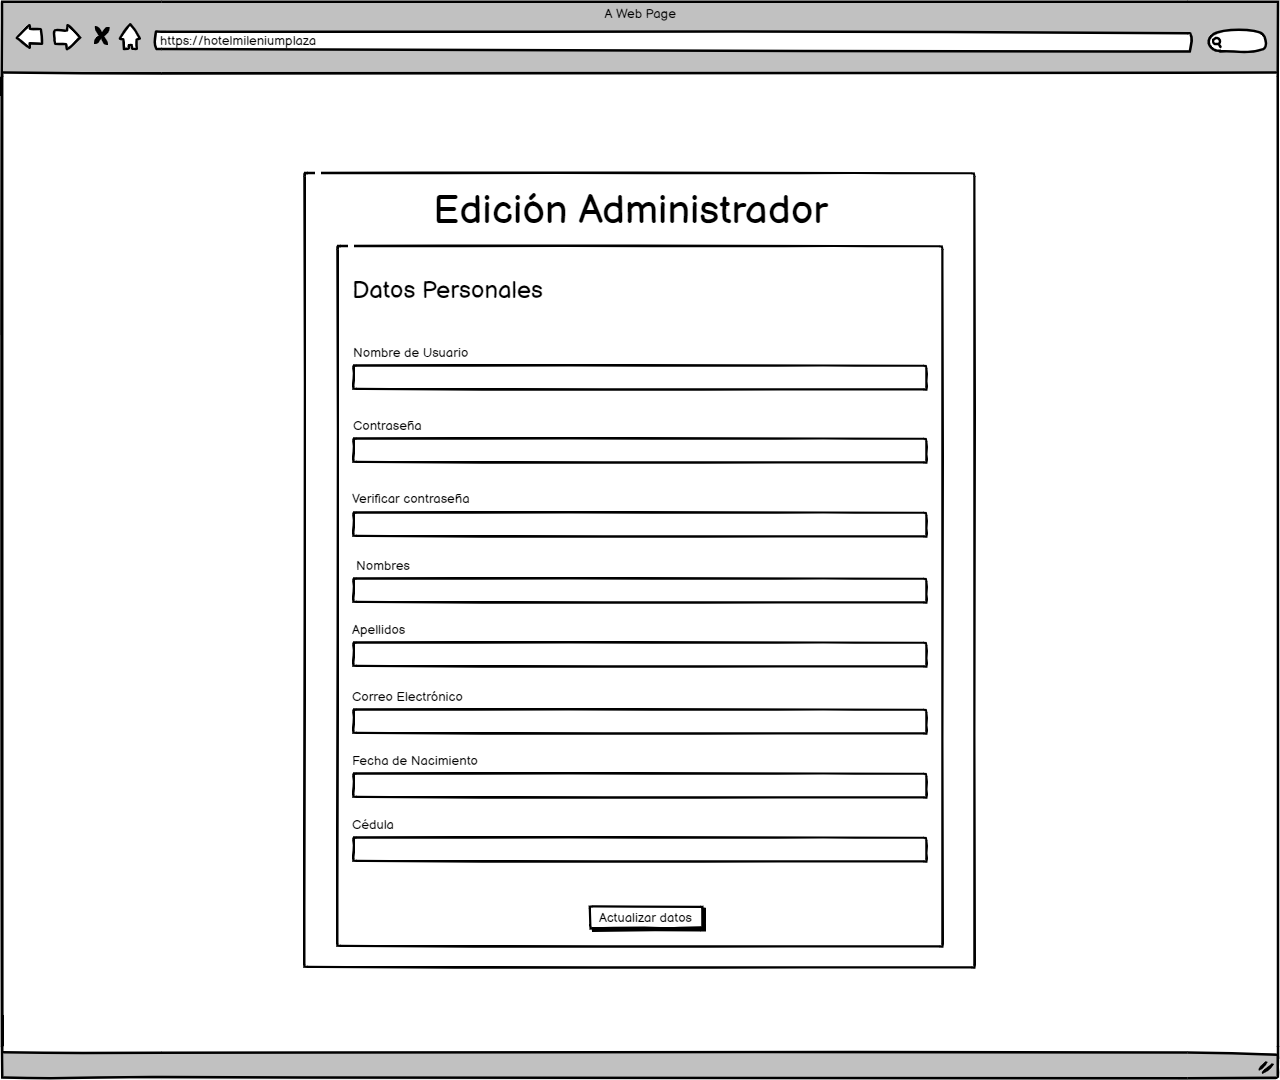 A Web Page
https://hotelmileniumplaza
Edición Administrador
Datos Personales
Nombre de Usuario
Contraseña
Verificar contraseña
Nombres
Apellidos
Correo Electrónico
Fecha de Nacimiento
Cédula
Actualizar datos